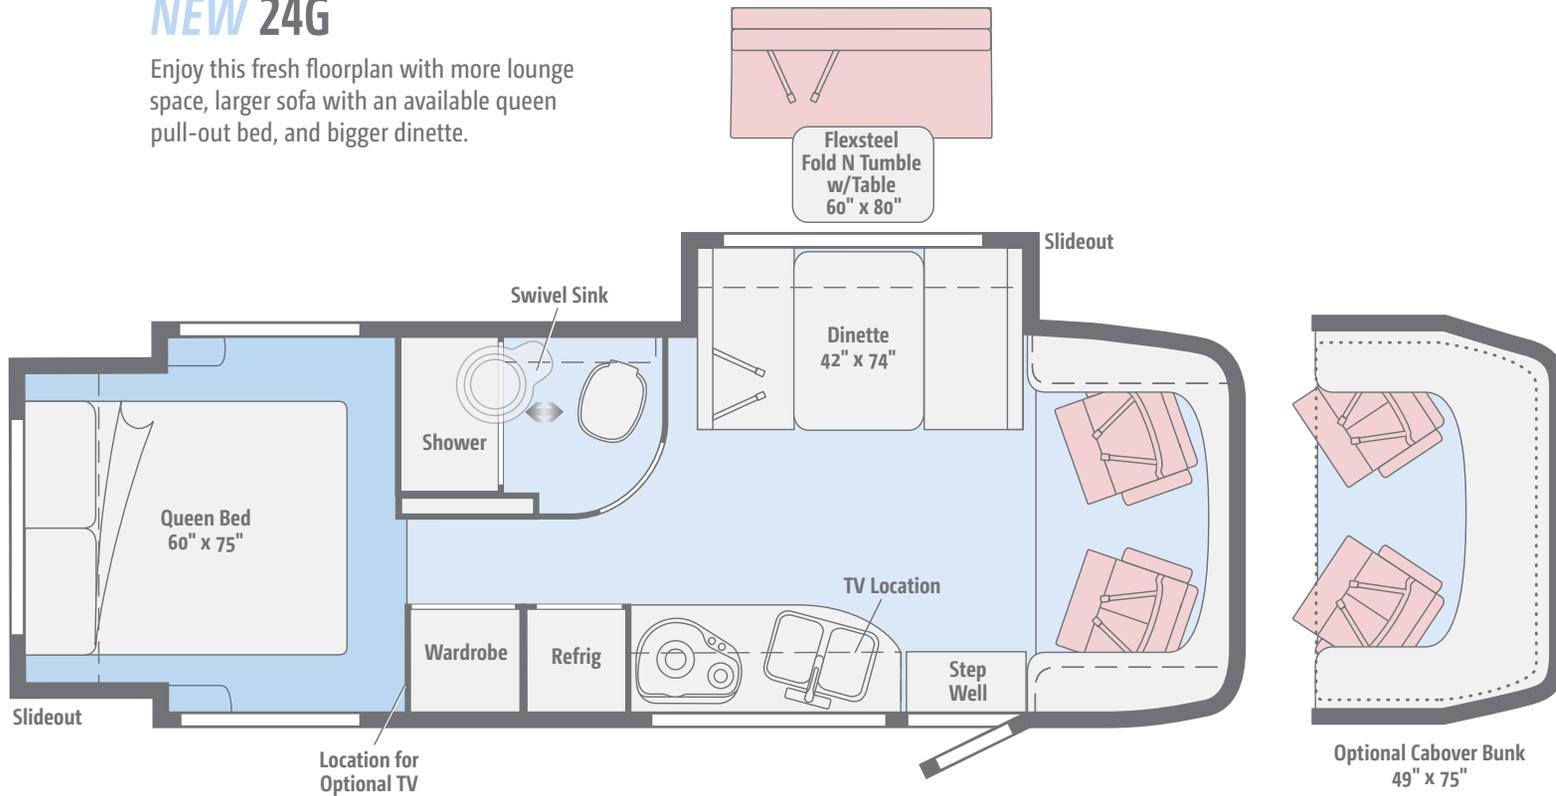 NEW 24G
Enjoy this fresh floorplan with more lounge
space, larger sofa with an available queen
pull-out bed, and bigger dinette.
Flexsteel
Fold N Tumble
w/Table
60" x 80"
Slideout
Swivel Sink
Dinette
42" x 74"
Shower
Queen Bed
60" x 75"
TV Location
Wardrobe
Refrig
Step
Well
Slideout
Location for
Optional TV
Optional Cabover Bunk
49" x 75"